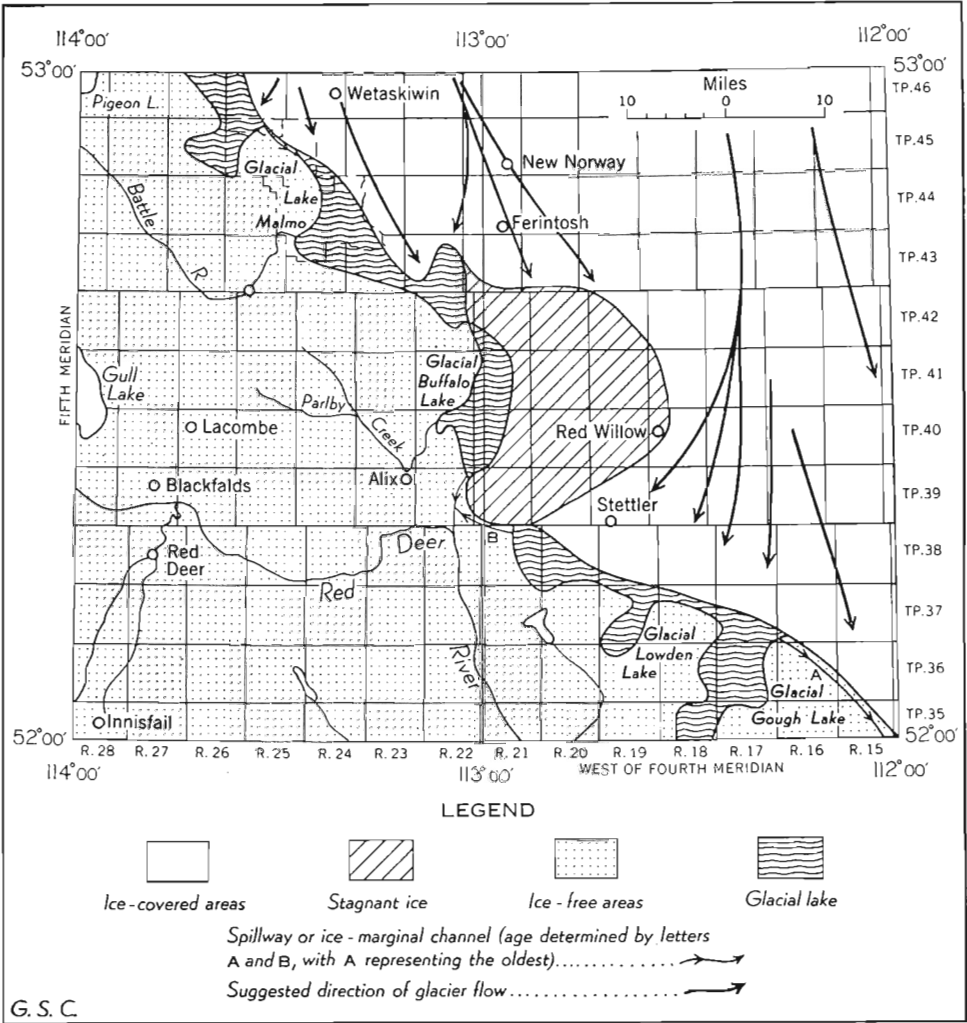 114°00'
113°00'
112°00'
53°00'
53°00'
Miles
10 0 10
TP.46
Pigeon L.
Wetaskiwin
TP.45
New Norway
Glacial
Lake
Malmo
TP.44
Battle
R
Ferintosh
TP.43
TP.42
FIFTH MERIDIAN
Glacial
Buffalo
Lake
TP. 41
Gull
Lake
Parlby
Creek
Lacombe
Red Willow
TP.40
Alix
Blackfalds
TP.39
Stettler
B
Deer
TP.38
Red
Deer
Red
River
TP.37
Glacial
Lowden
Lake
TP.36
A
Glacial
Gough Lake
TP.35
Innisfail
52°00'
52°00'
R. 28 R. 27 R. 26 R. 25 R. 24 R. 23 R. 22 R. 21 R. 20 R. 19 R. 18 R. 17 R. 16 R. 15
WEST OF FOURTH MERIDIAN
114°00'
113°00'
112°00'
LEGEND
Ice-covered areas
Stagnant ice
Ice-free areas
Glacial lake
Spillway or ice-marginal channel (age determined by letters
A and B, with A representing the oldest)
Suggested direction of glacier flow
G. S. C.